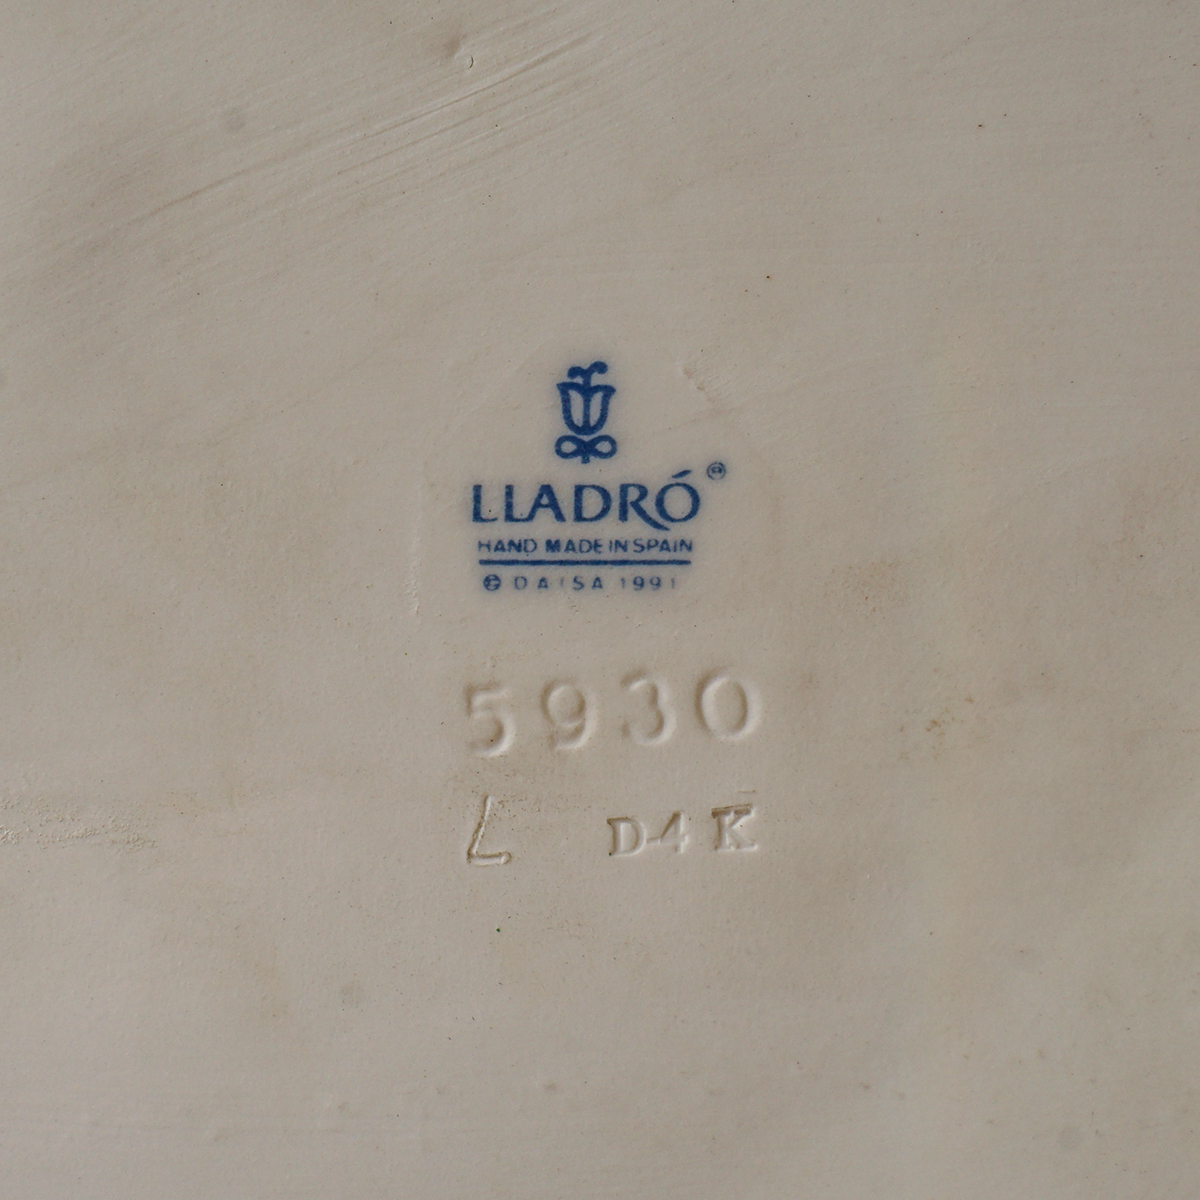 LLADRÓ ®
HAND MADE IN SPAIN
© DAISA 1991
5930
L D-4 K